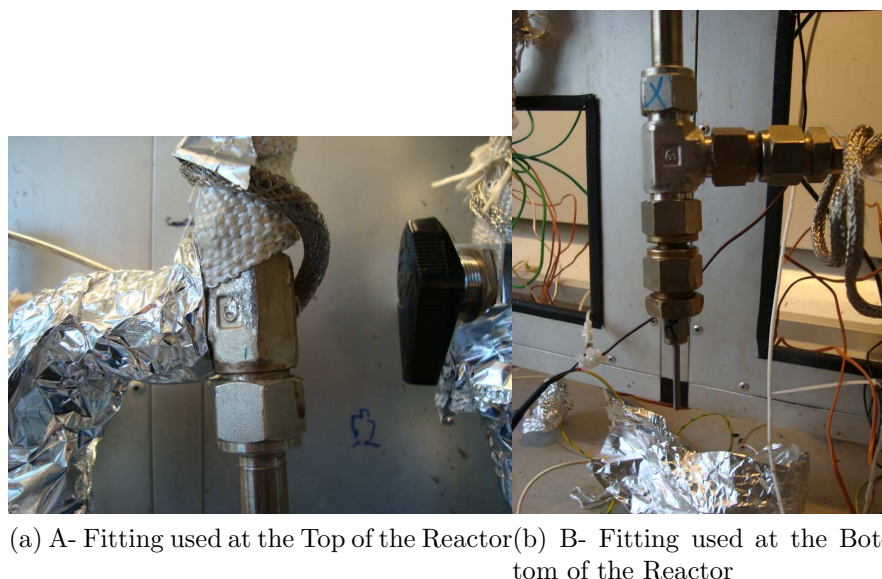 (a) A- Fitting used at the Top of the Reactor
(b) B- Fitting used at the Bot-
tom of the Reactor
X